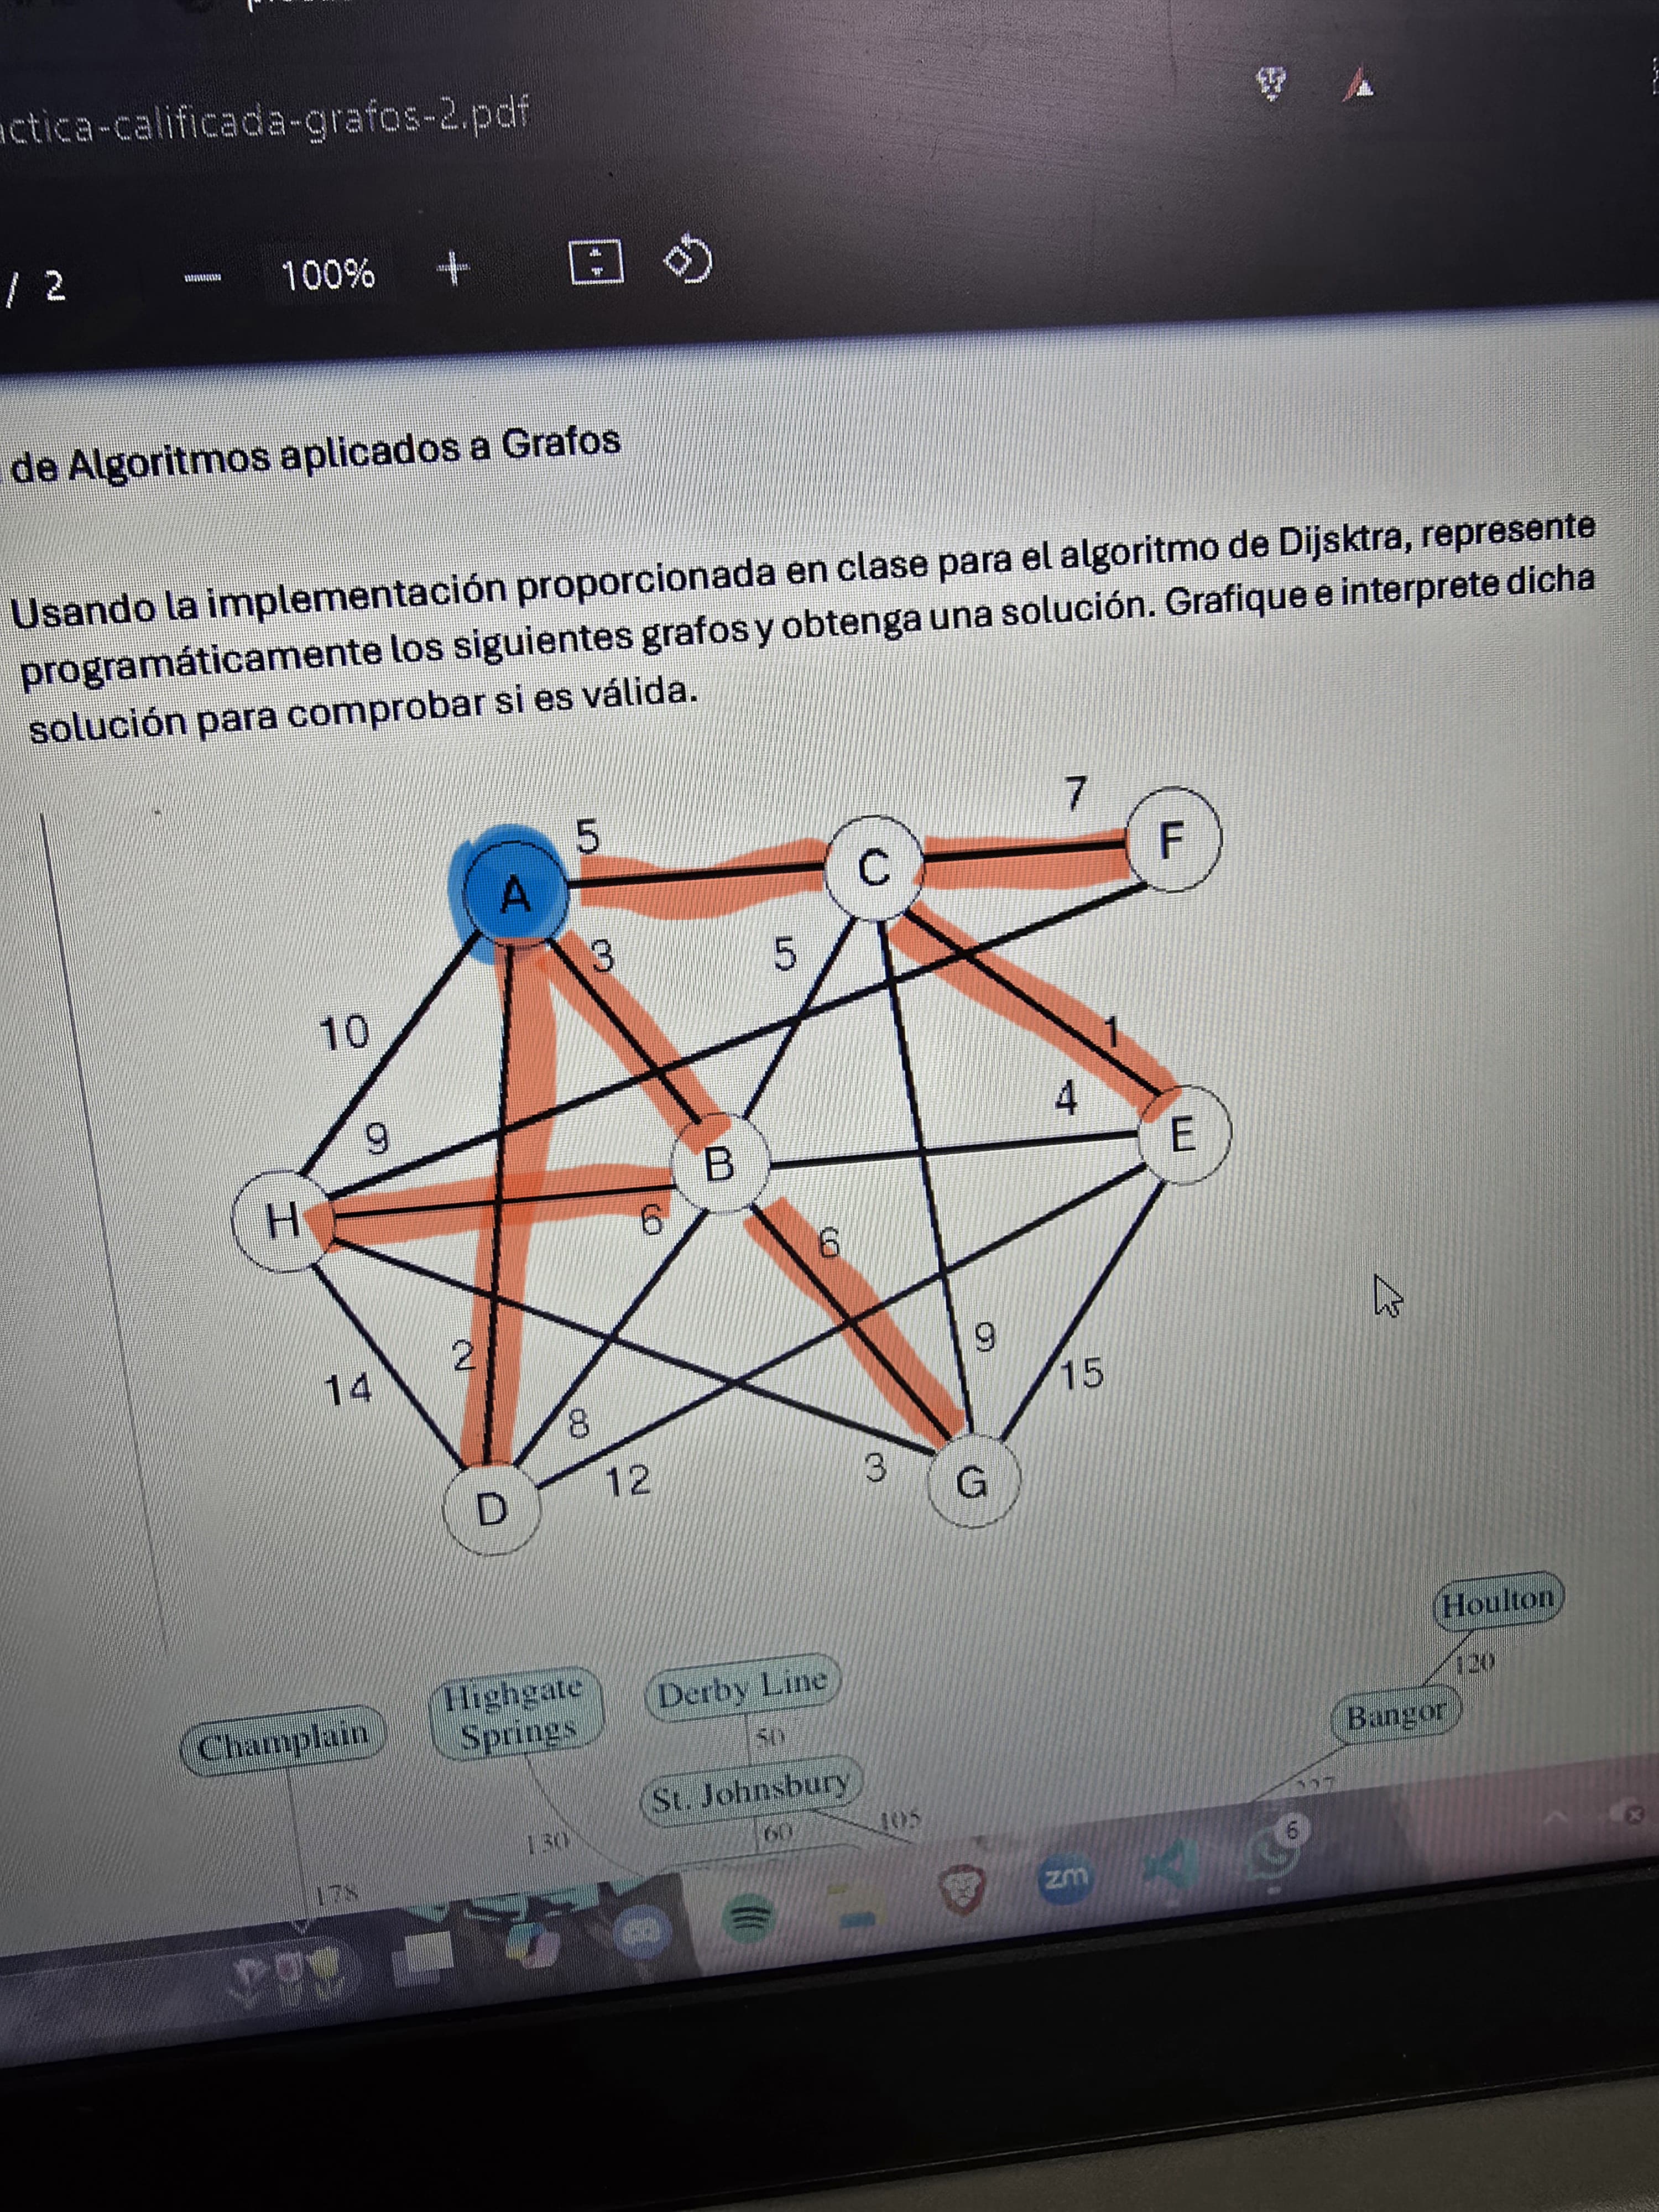 ctica-calificada-grafos-2.pdf
/ 2
100%
de Algoritmos aplicados a Grafos
Usando la implementación proporcionada en clase para el algoritmo de Dijsktra, represente
programáticamente los siguientes grafos y obtenga una solución. Grafique e interprete dicha
solución para comprobar si es válida.
7
F
5
C
A
3
5
10
1
4
9
E
B
H
6
6
9
2
15
14
8
3
12
G
D
Houlton
120
Highgate
Springs
Derby Line
Bangor
Champlain
50
St. Johnsbury
105
130
60
6
178
zm